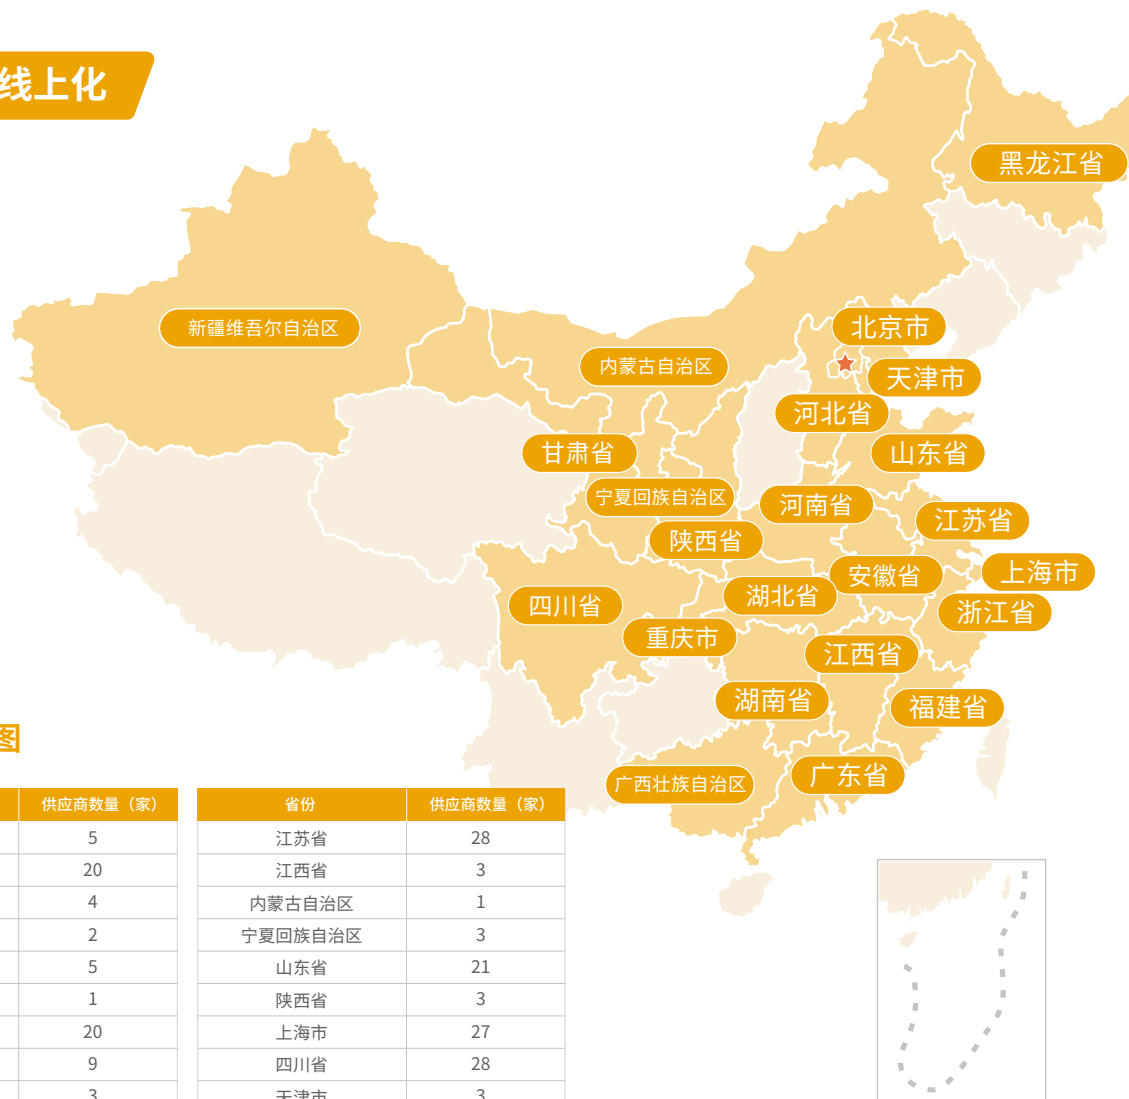 线上化
黑龙江省
新疆维吾尔自治区
北京市
内蒙古自治区
天津市
河北省
甘肃省
山东省
宁夏回族自治区
河南省
江苏省
陕西省
上海市
安徽省
湖北省
四川省
浙江省
重庆市
江西省
湖南省
福建省
图
广东省
广西壮族自治区
供应商数量（家） 省份 供应商数量（家）
5 江苏省 28
20 江西省 3
4 内蒙古自治区 1
2 宁夏回族自治区 3
5 山东省 21
1 陕西省 3
20 上海市 27
9 四川省 28
3 天津市 3